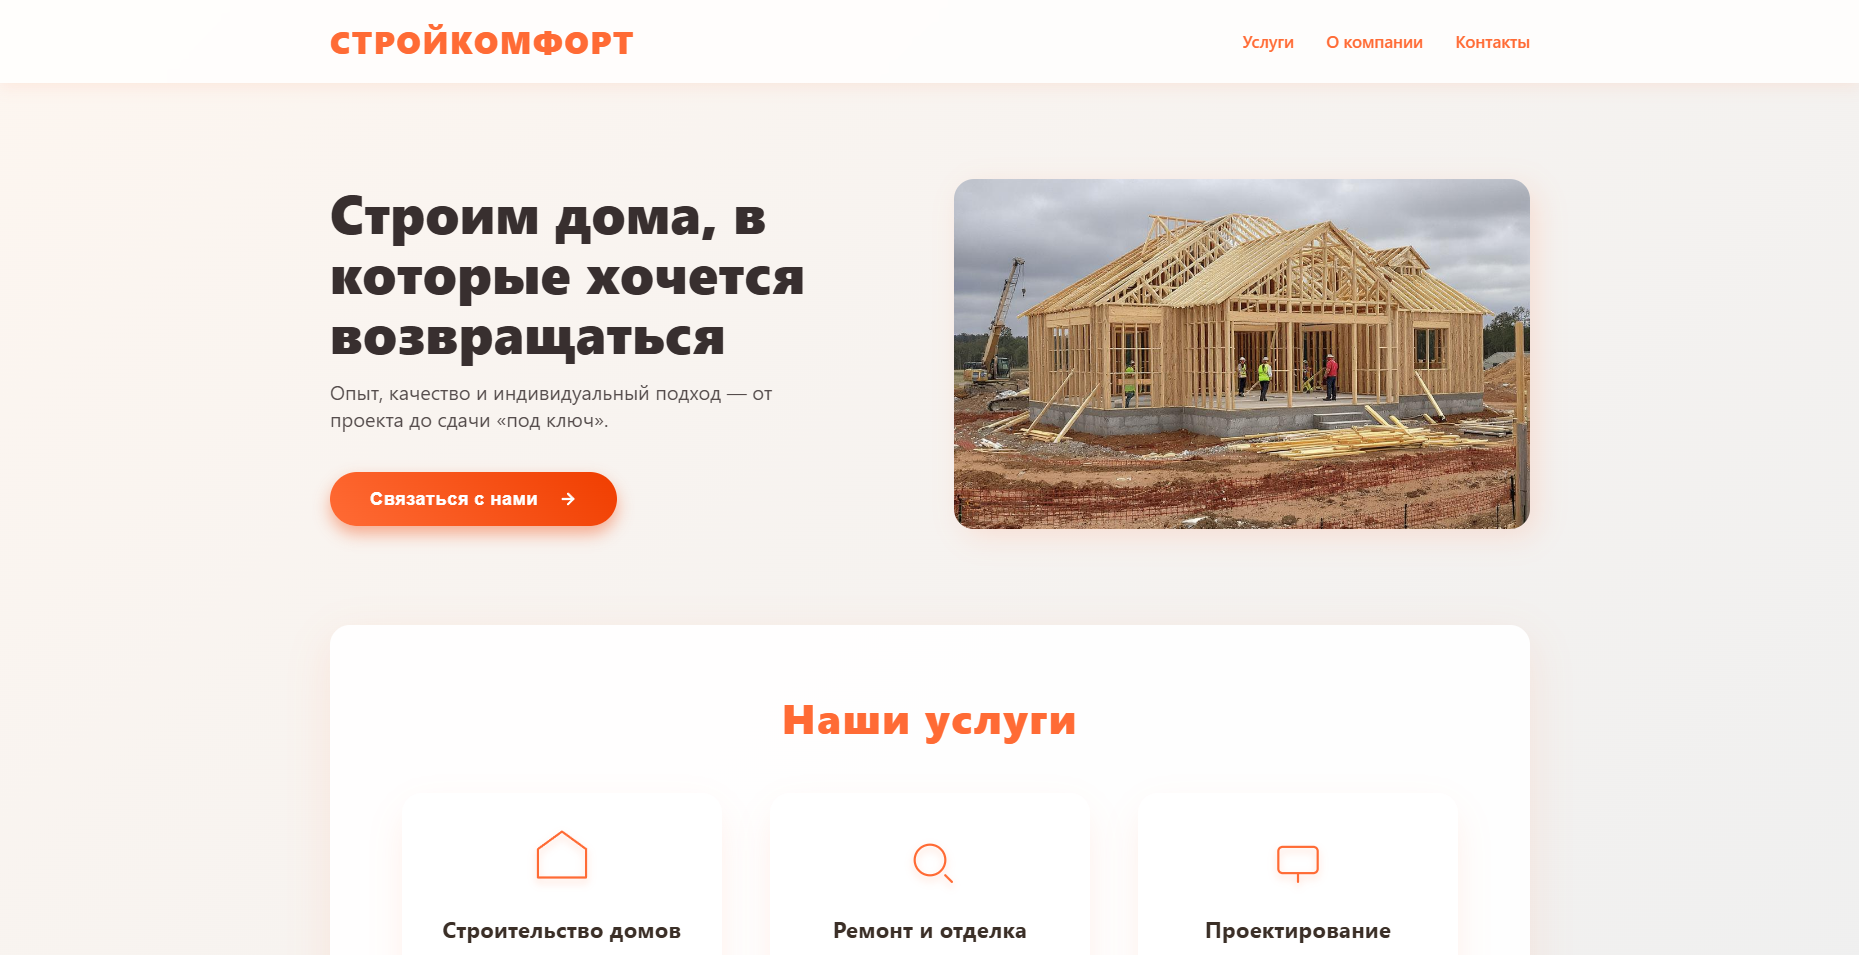 СТРОЙКОМФОРТ
Услуги
О компании
Контакты
Строим дома, в
которые хочется
возвращаться
Опыт, качество и индивидуальный подход — от
проекта до сдачи «под ключ».
Связаться с нами →
Наши услуги
Строительство домов
Ремонт и отделка
Проектирование